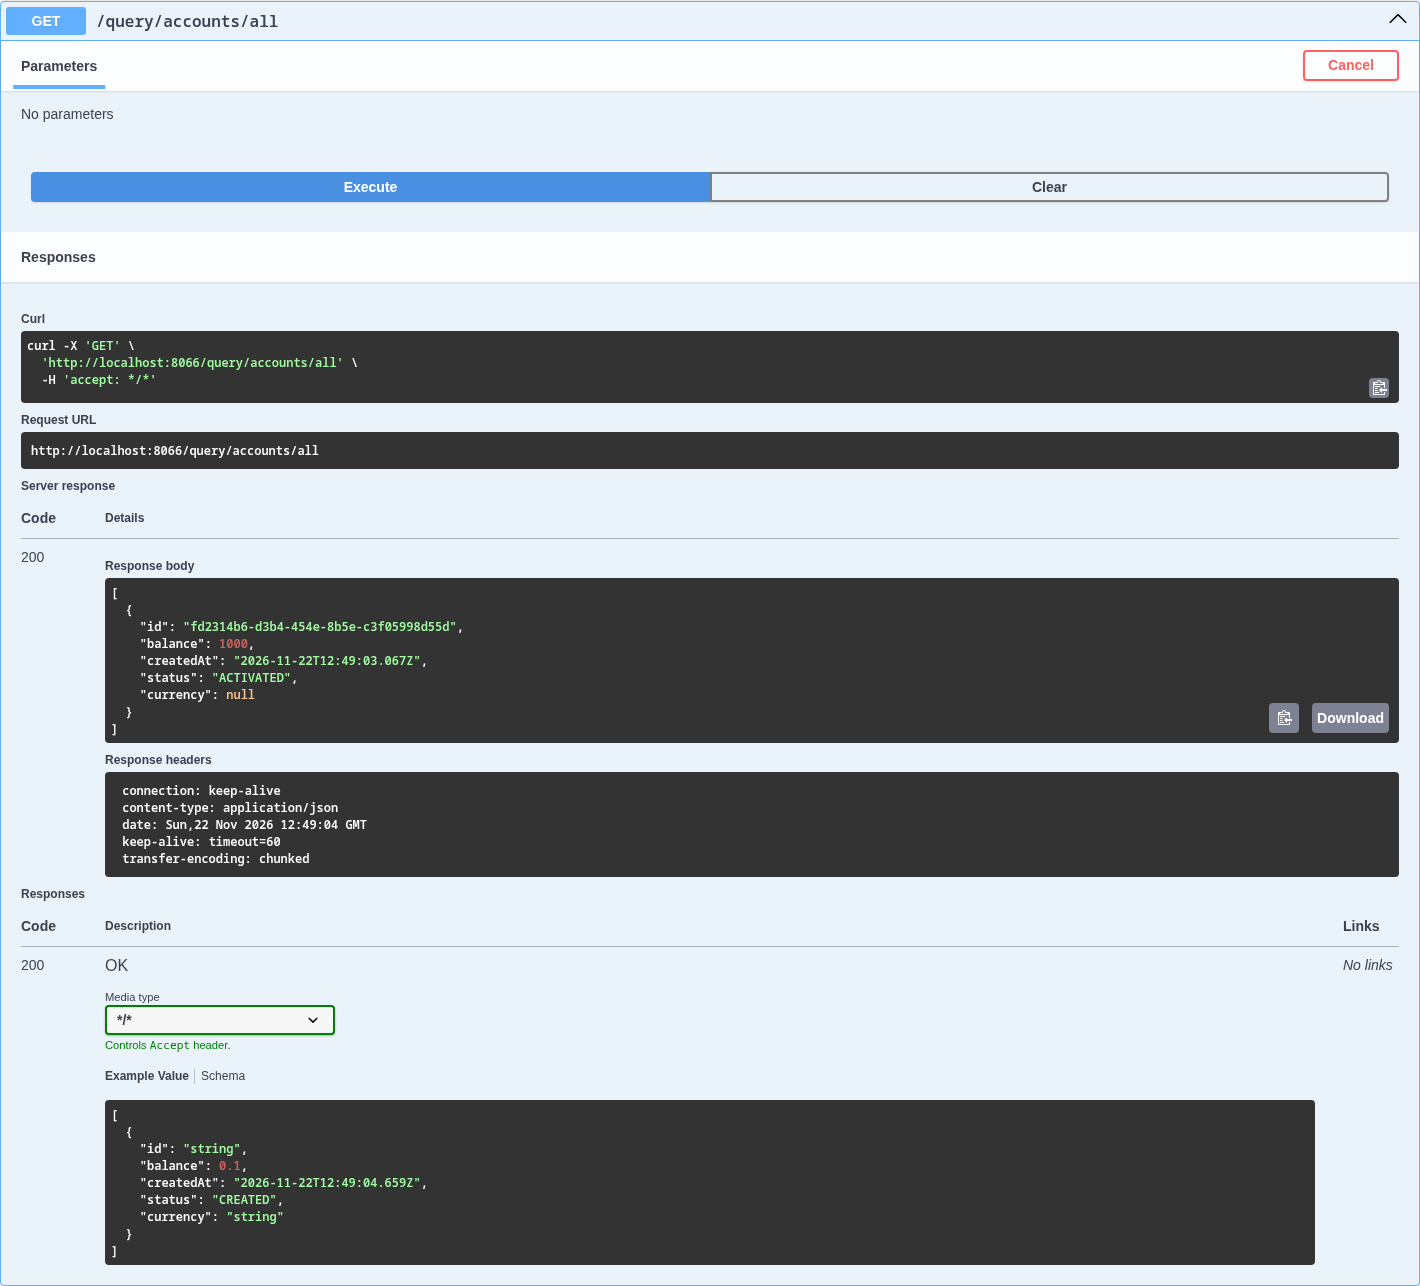 GET /query/accounts/all
Parameters
Cancel
No parameters
Execute
Clear
Responses
Curl
curl -X 'GET' \
  'http://localhost:8066/query/accounts/all' \
  -H 'accept: */*'
Request URL
http://localhost:8066/query/accounts/all
Server response
Code Details
200
Response body
[
  {
    "id": "fd2314b6-d3b4-454e-8b5e-c3f05998d55d",
    "balance": 1000,
    "createdAt": "2026-11-22T12:49:03.067Z",
    "status": "ACTIVATED",
    "currency": null
  }
]
Download
Response headers
connection: keep-alive
content-type: application/json
date: Sun,22 Nov 2026 12:49:04 GMT
keep-alive: timeout=60
transfer-encoding: chunked
Responses
Code Description Links
200 OK No links
Media type
*/*
Controls Accept header.
Example Value Schema
[
  {
    "id": "string",
    "balance": 0.1,
    "createdAt": "2026-11-22T12:49:04.659Z",
    "status": "CREATED",
    "currency": "string"
  }
]